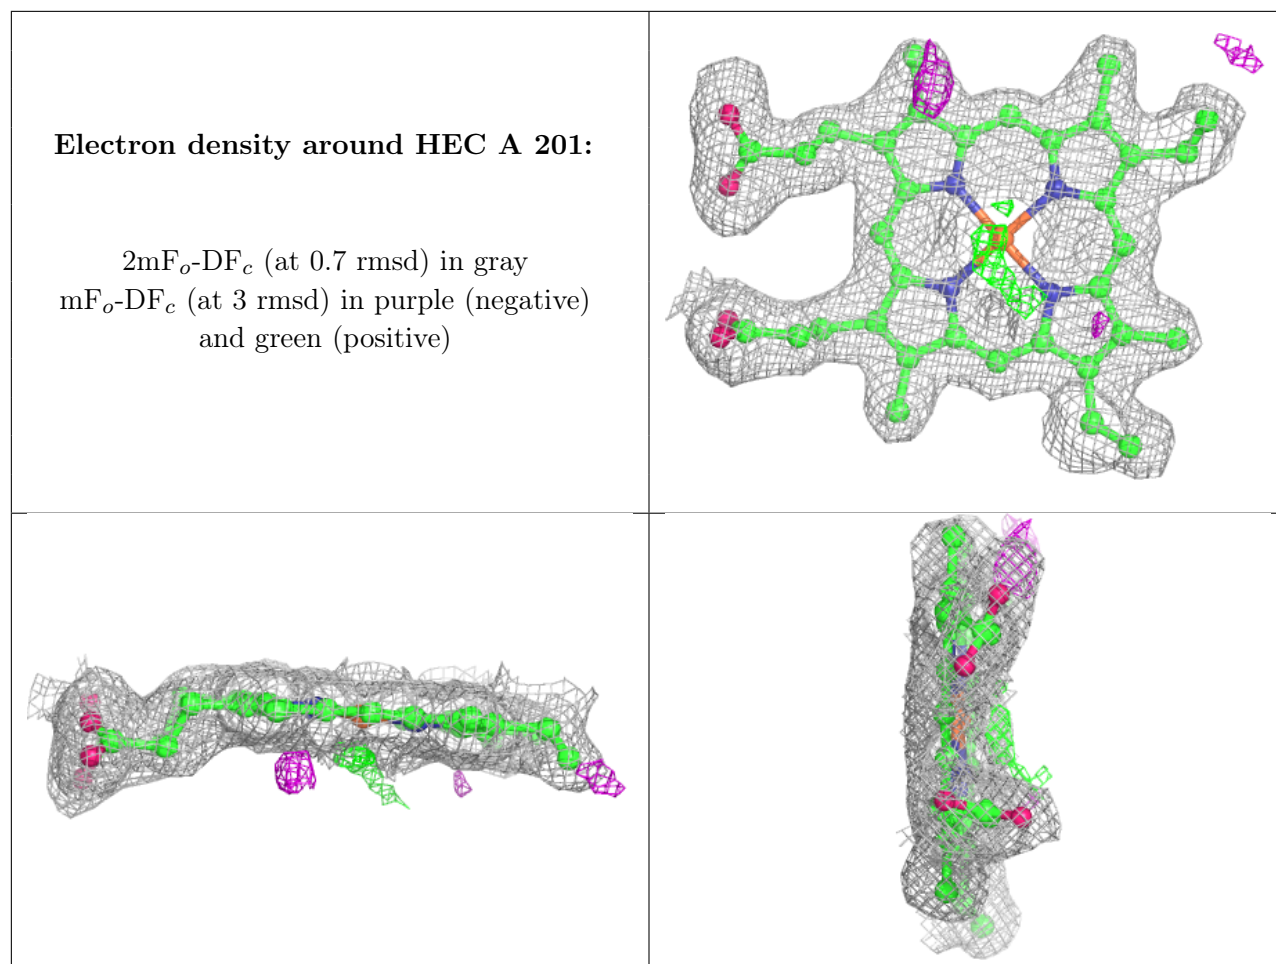 Electron density around HEC A 201:
2mFo-DFc (at 0.7 rmsd) in gray
mFo-DFc (at 3 rmsd) in purple (negative)
and green (positive)